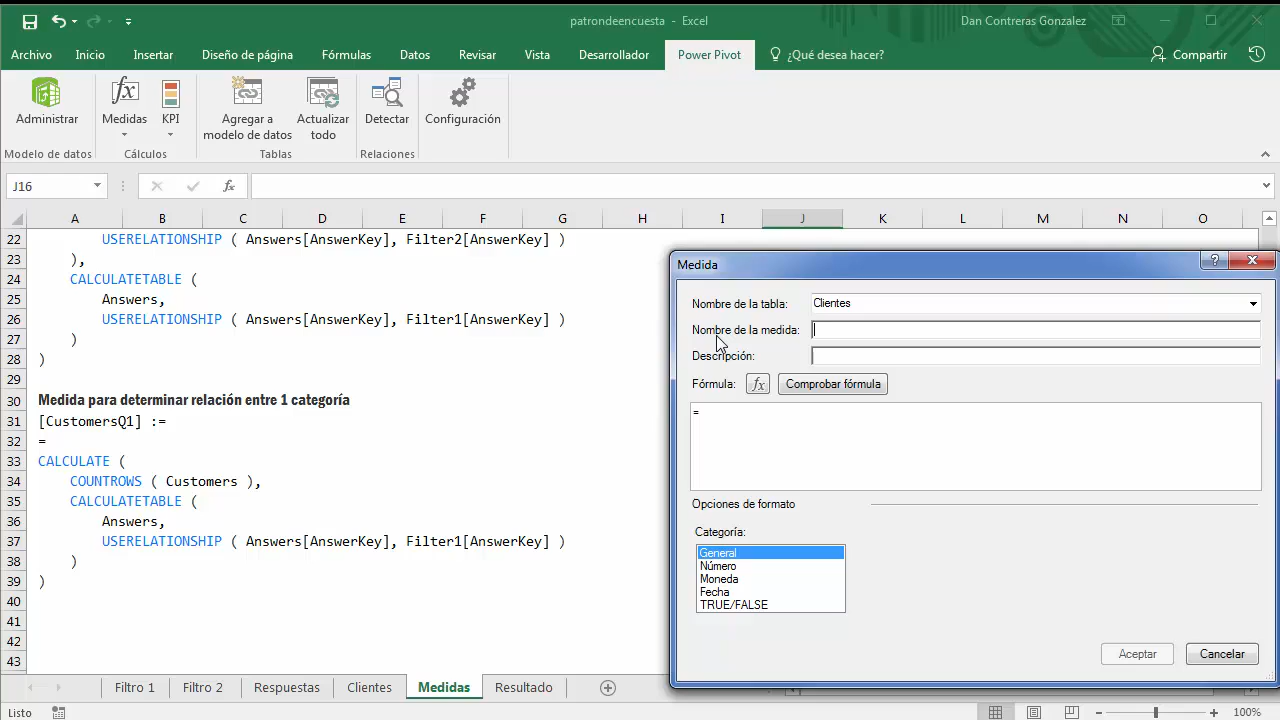 patrondeencuesta - Excel
Dan Contreras Gonzalez
Archivo Inicio Insertar Diseño de página Fórmulas Datos Revisar Vista Desarrollador Power Pivot ¿Qué desea hacer? Compartir
Administrar
Medidas
KPI
Agregar a modelo de datos
Actualizar todo
Detectar
Configuración
Modelo de datos Cálculos Tablas Relaciones
J16
fx
A B C D E F G H I J K L M N O
22 USERELATIONSHIP ( Answers[AnswerKey], Filter2[AnswerKey] )
23 ),
24 CALCULATETABLE (
25 Answers,
26 USERELATIONSHIP ( Answers[AnswerKey], Filter1[AnswerKey] )
27 )
28 )
29
30 Medida para determinar relación entre 1 categoría
31 [CustomersQ1] :=
32 =
33 CALCULATE (
34 COUNTROWS ( Customers ),
35 CALCULATETABLE (
36 Answers,
37 USERELATIONSHIP ( Answers[AnswerKey], Filter1[AnswerKey] )
38 )
39 )
40
41
42
43
Medida
?
Nombre de la tabla: Clientes
Nombre de la medida:
Descripción:
Fórmula: fx Comprobar fórmula
=
Opciones de formato
Categoría:
General
Número
Moneda
Fecha
TRUE/FALSE
Aceptar Cancelar
Filtro 1 Filtro 2 Respuestas Clientes Medidas Resultado
Listo
100%